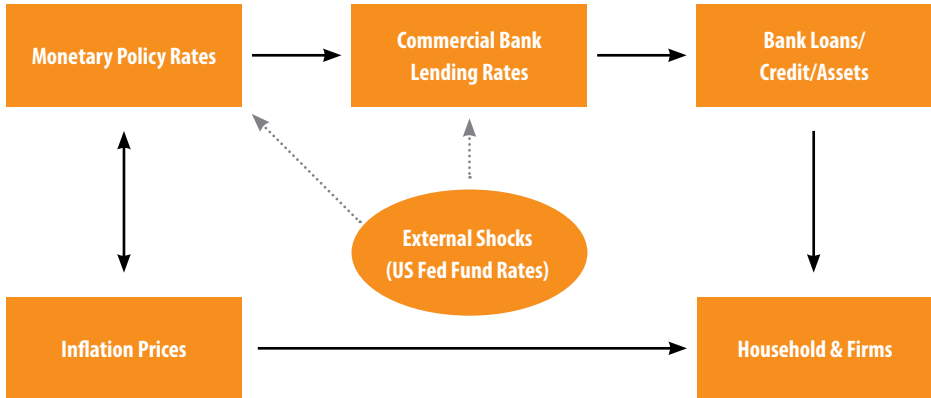 Monetary Policy Rates
Commercial Bank
Lending Rates
Bank Loans/
Credit/Assets
External Shocks
(US Fed Fund Rates)
Inflation Prices
Household & Firms